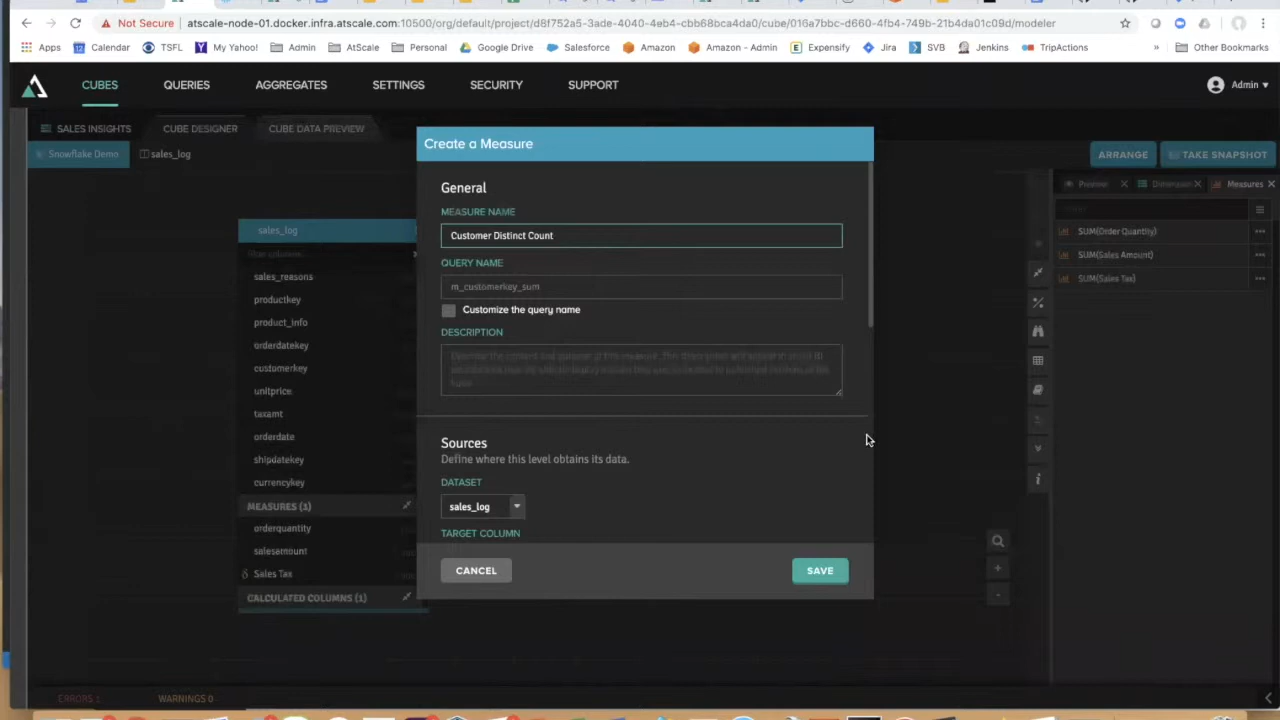 Not Secure | atscale-node-01.docker.infra.atscale.com:10500/org/default/project/d8f752a5-3ade-4040-4eb4-cbb68bca4da0/cube/016a7bbc-d660-4fb4-749b-21b4da01c09d/modeler
Apps Calendar TSFL My Yahoo! Admin AtScale Personal Google Drive Salesforce Amazon Amazon - Admin Expensify Jira SVB Jenkins TripActions » Other Bookmarks
CUBES QUERIES AGGREGATES SETTINGS SECURITY SUPPORT Admin
SALES INSIGHTS CUBE DESIGNER CUBE DATA PREVIEW
Snowflake Demo sales_log ARRANGE TAKE SNAPSHOT
Create a Measure
General
MEASURE NAME
Customer Distinct Count
QUERY NAME
m_customerkey_sum
Customize the query name
DESCRIPTION
Sources
Define where this level obtains its data.
DATASET
sales_log
TARGET COLUMN
CANCEL SAVE
sales_log
filter columns...
sales_reasons
productkey
product_info
orderdatekey
customerkey
unitprice
taxamt
orderdate
shipdatekey
currencykey
MEASURES (3)
orderquantity
salesamount
Sales Tax
CALCULATED COLUMNS (1)
Preview Dimensions Measures
SUM(Order Quantity)
SUM(Sales Amount)
SUM(Sales Tax)
ERRORS 1 WARNINGS 0